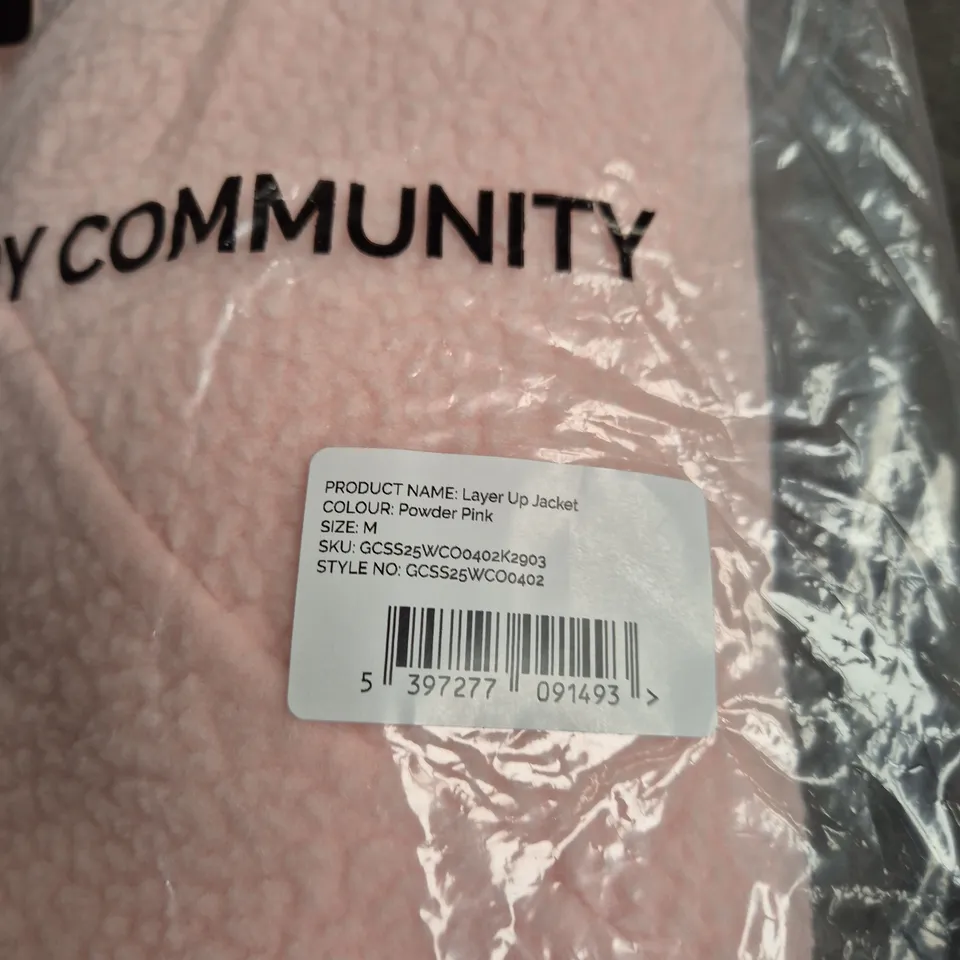 COMMUNITY
PRODUCT NAME: Layer Up Jacket
COLOUR: Powder Pink
SIZE: M
SKU: GCSS25WCO0402K2903
STYLE NO: GCSS25WCO0402
5 397277 091493 >